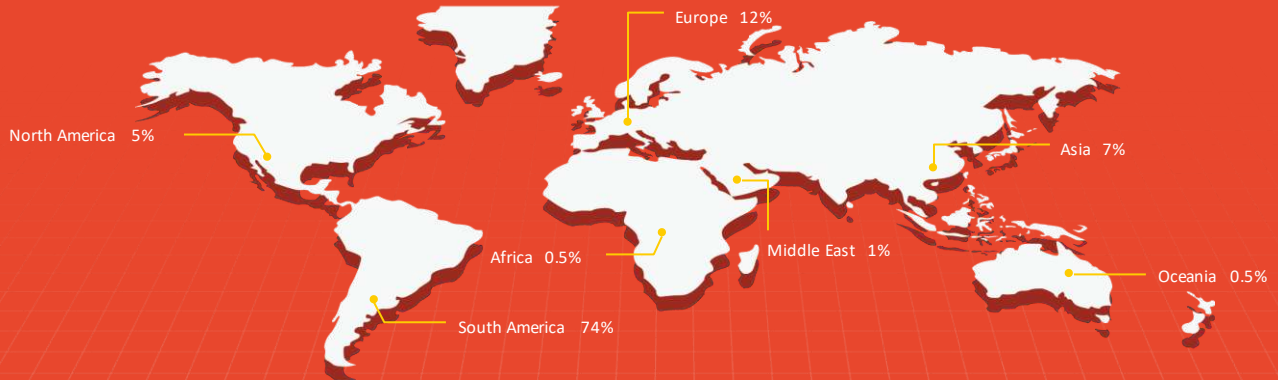 Europe 12%
North America 5%
Asia 7%
Middle East 1%
Africa 0.5%
Oceania 0.5%
South America 74%